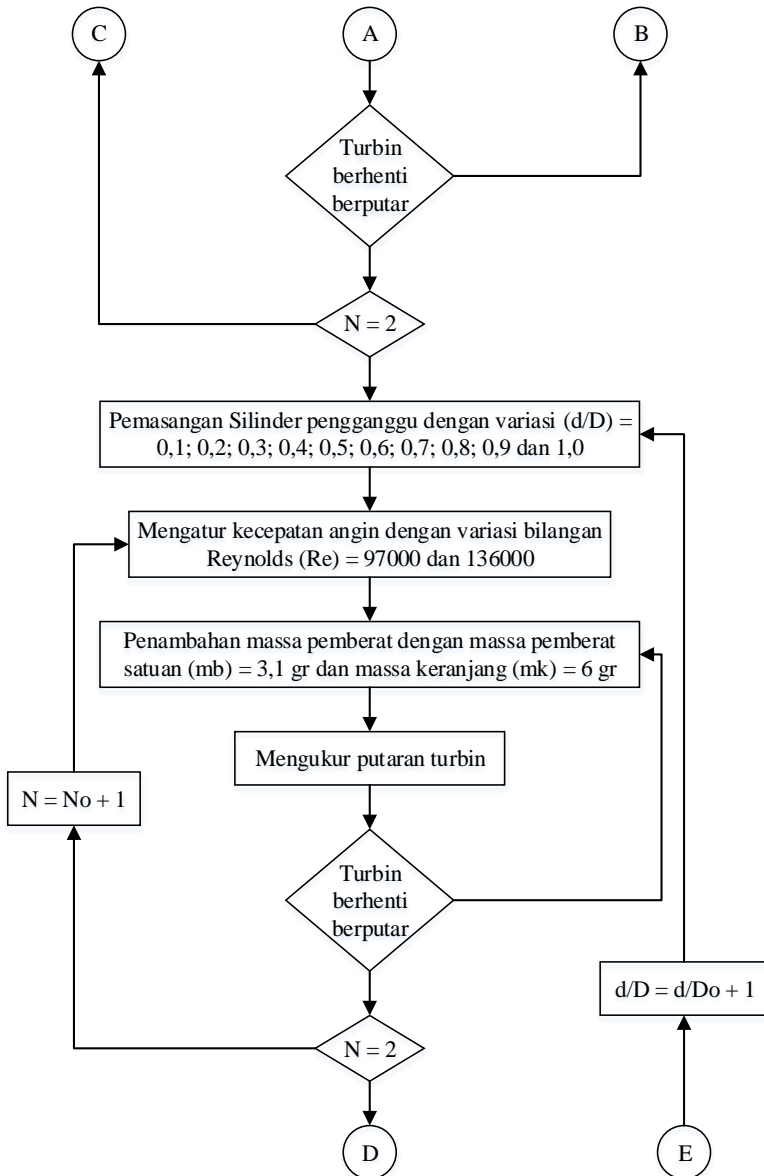 C
A
B
Turbin
berhenti
berputar
N = 2
Pemasangan Silinder pengganggu dengan variasi (d/D) =
0,1; 0,2; 0,3; 0,4; 0,5; 0,6; 0,7; 0,8; 0,9 dan 1,0
Mengatur kecepatan angin dengan variasi bilangan
Reynolds (Re) = 97000 dan 136000
Penambahan massa pemberat dengan massa pemberat
satuan (mb) = 3,1 gr dan massa keranjang (mk) = 6 gr
Mengukur putaran turbin
N = No + 1
Turbin
berhenti
berputar
d/D = d/Do + 1
N = 2
D
E